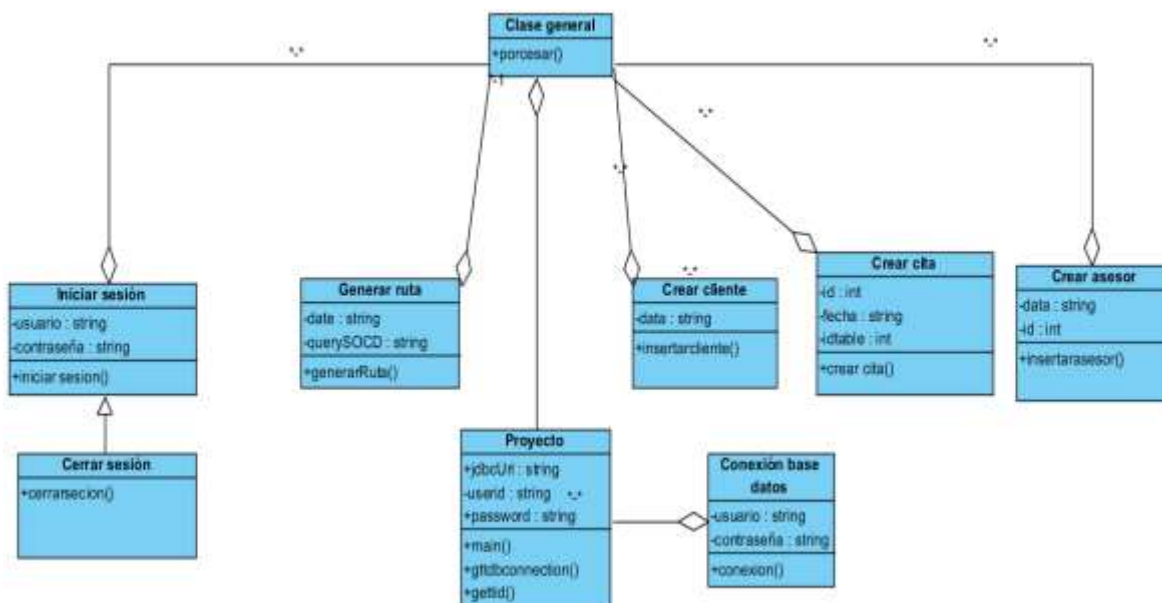 Clase general
+porcesar()
*..*
*..*
*..1
*..*
*..*
*..*
Iniciar sesión
-usuario : string
-contraseña : string
+iniciar sesion()
Generar ruta
-date : string
-querySOCD : string
+generarRuta()
Crear cliente
-data : string
+insertarcliente()
Crear cita
-id : int
-fecha : string
-idtable : int
+crear cita()
Crear asesor
-data : string
-id : int
+insertarasesor()
Cerrar sesión
+cerrarsecion()
Proyecto
+jdbcUrl : string
-userid : string
*..*
+password : string
+main()
Conexión base
datos
-usuario : string
-contraseña : string
+conexion()